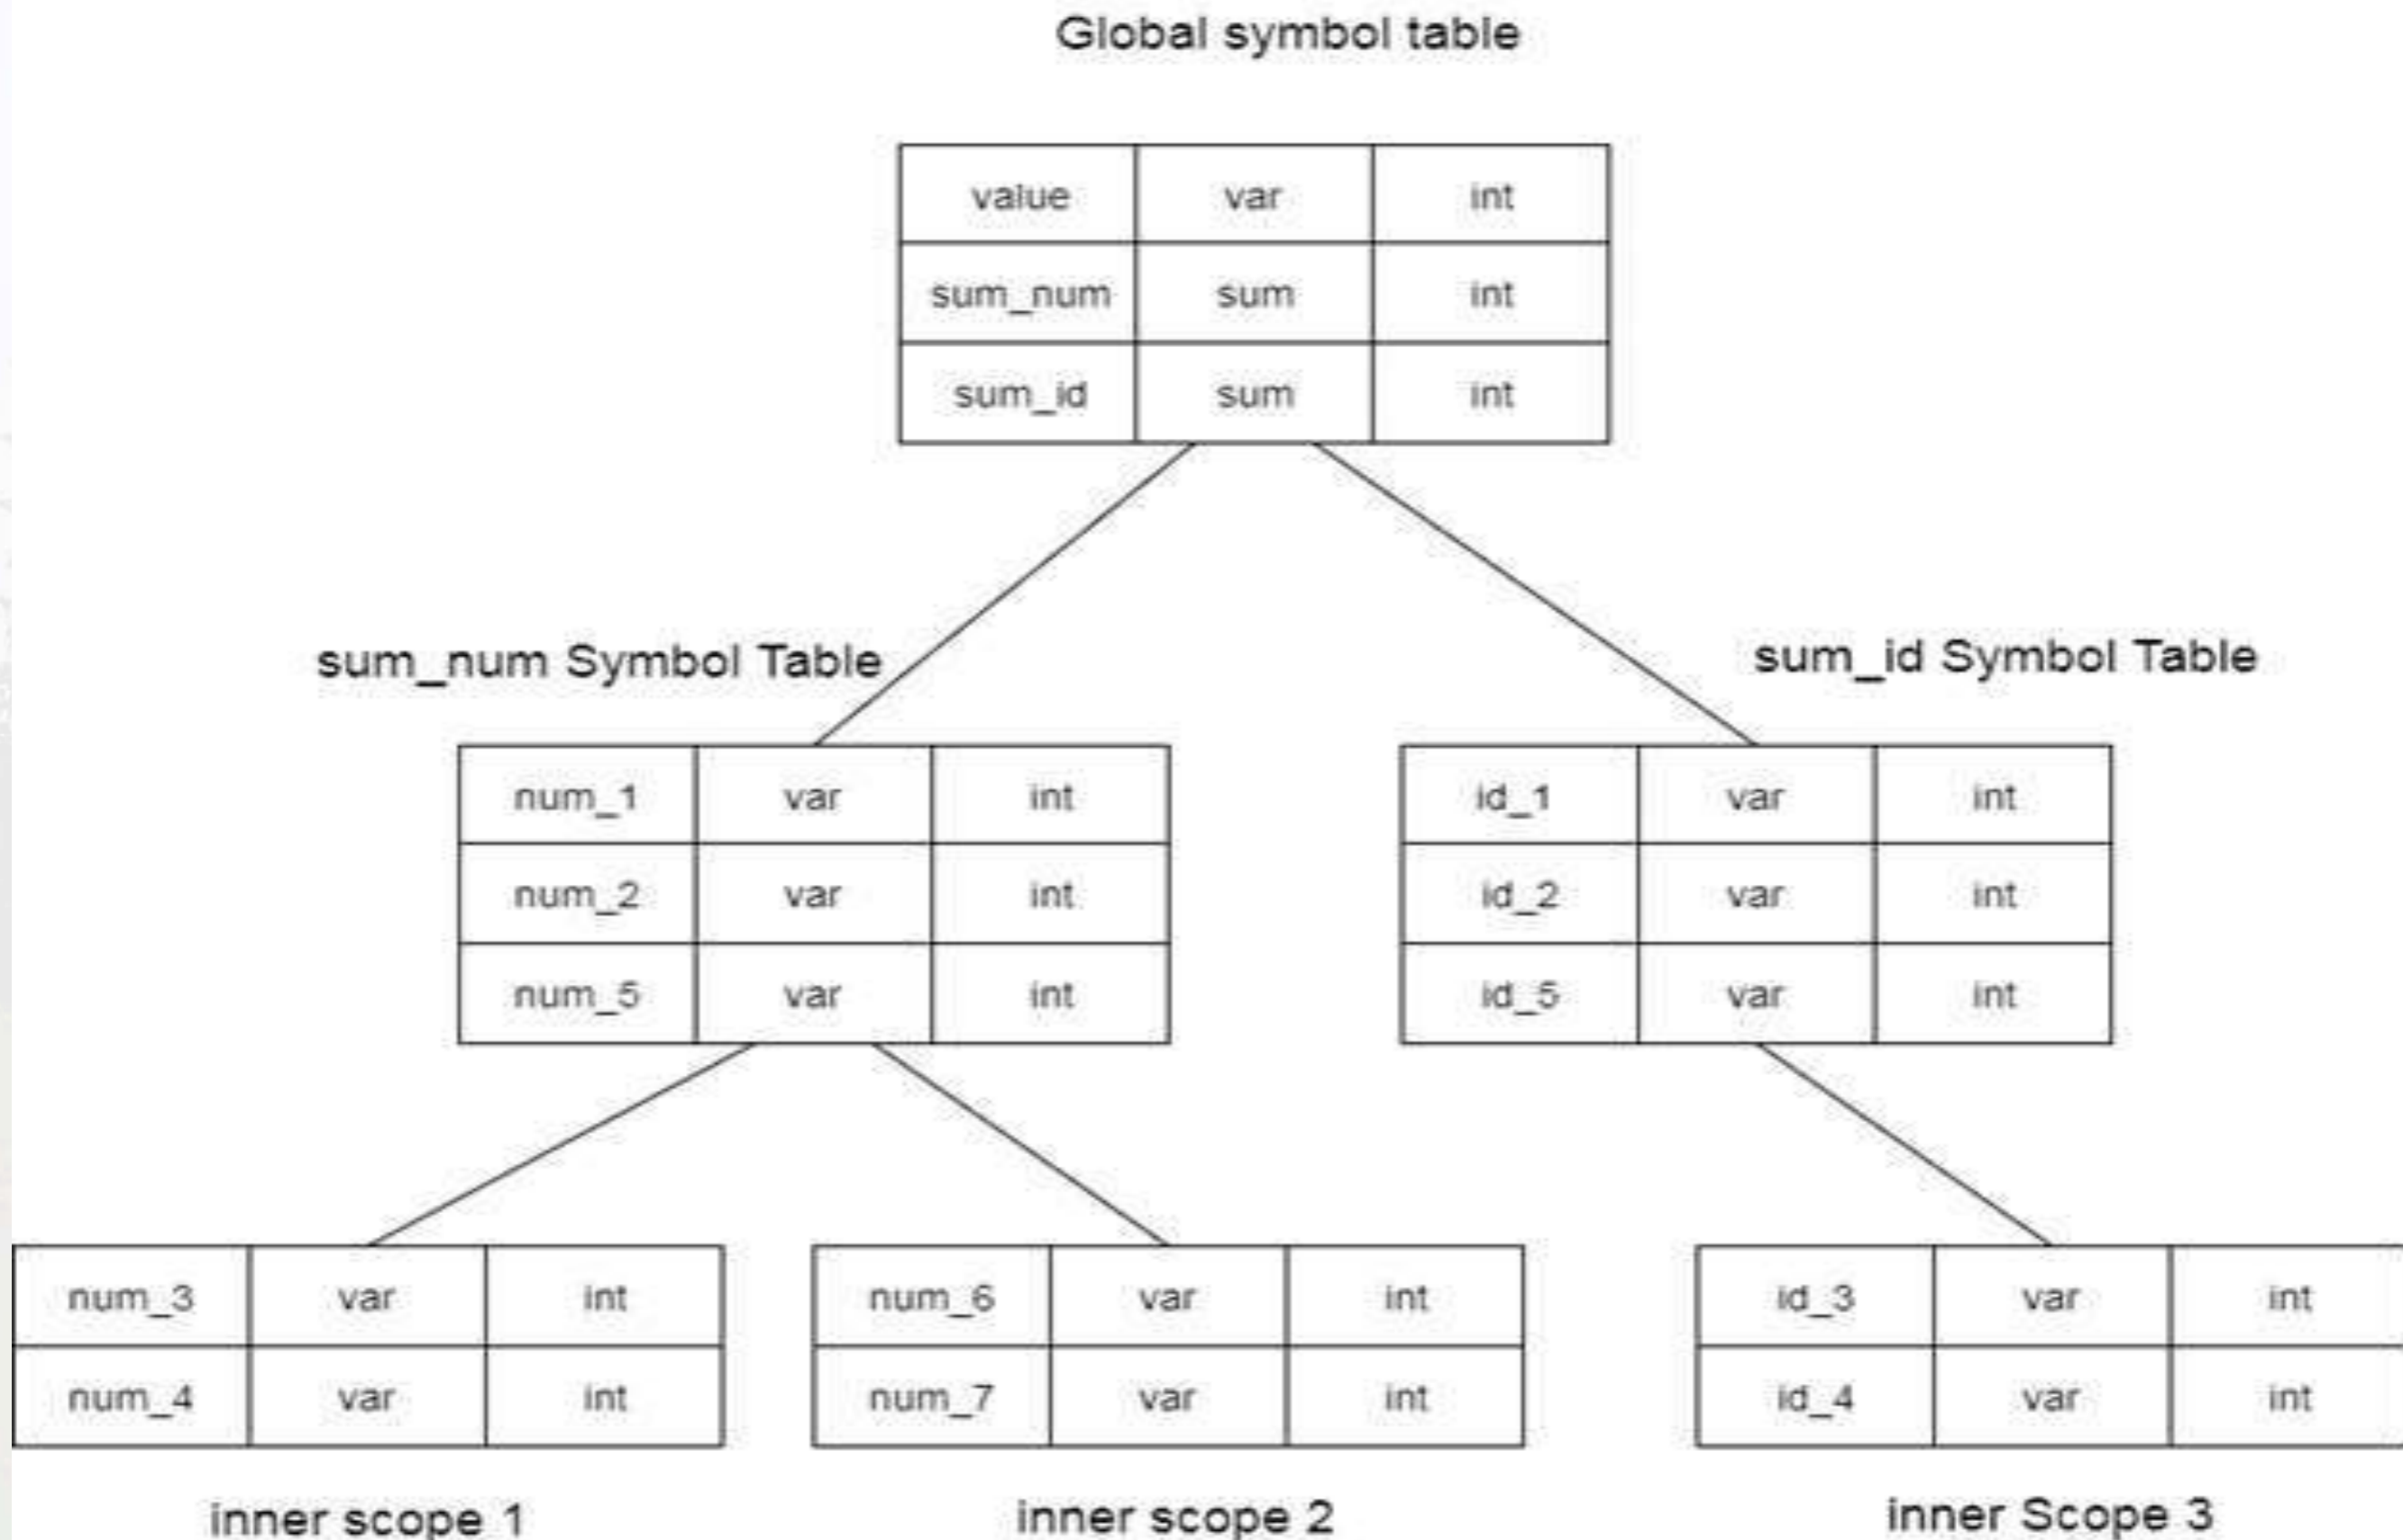 Global symbol table
value var int
sum_num sum int
sum_id sum int
sum_num Symbol Table
num_1 var int
num_2 var int
num_5 var int
sum_id Symbol Table
id_1 var int
id_2 var int
id_5 var int
num_3 var int
num_4 var int
inner scope 1
num_6 var int
num_7 var int
inner scope 2
id_3 var int
id_4 var int
inner Scope 3